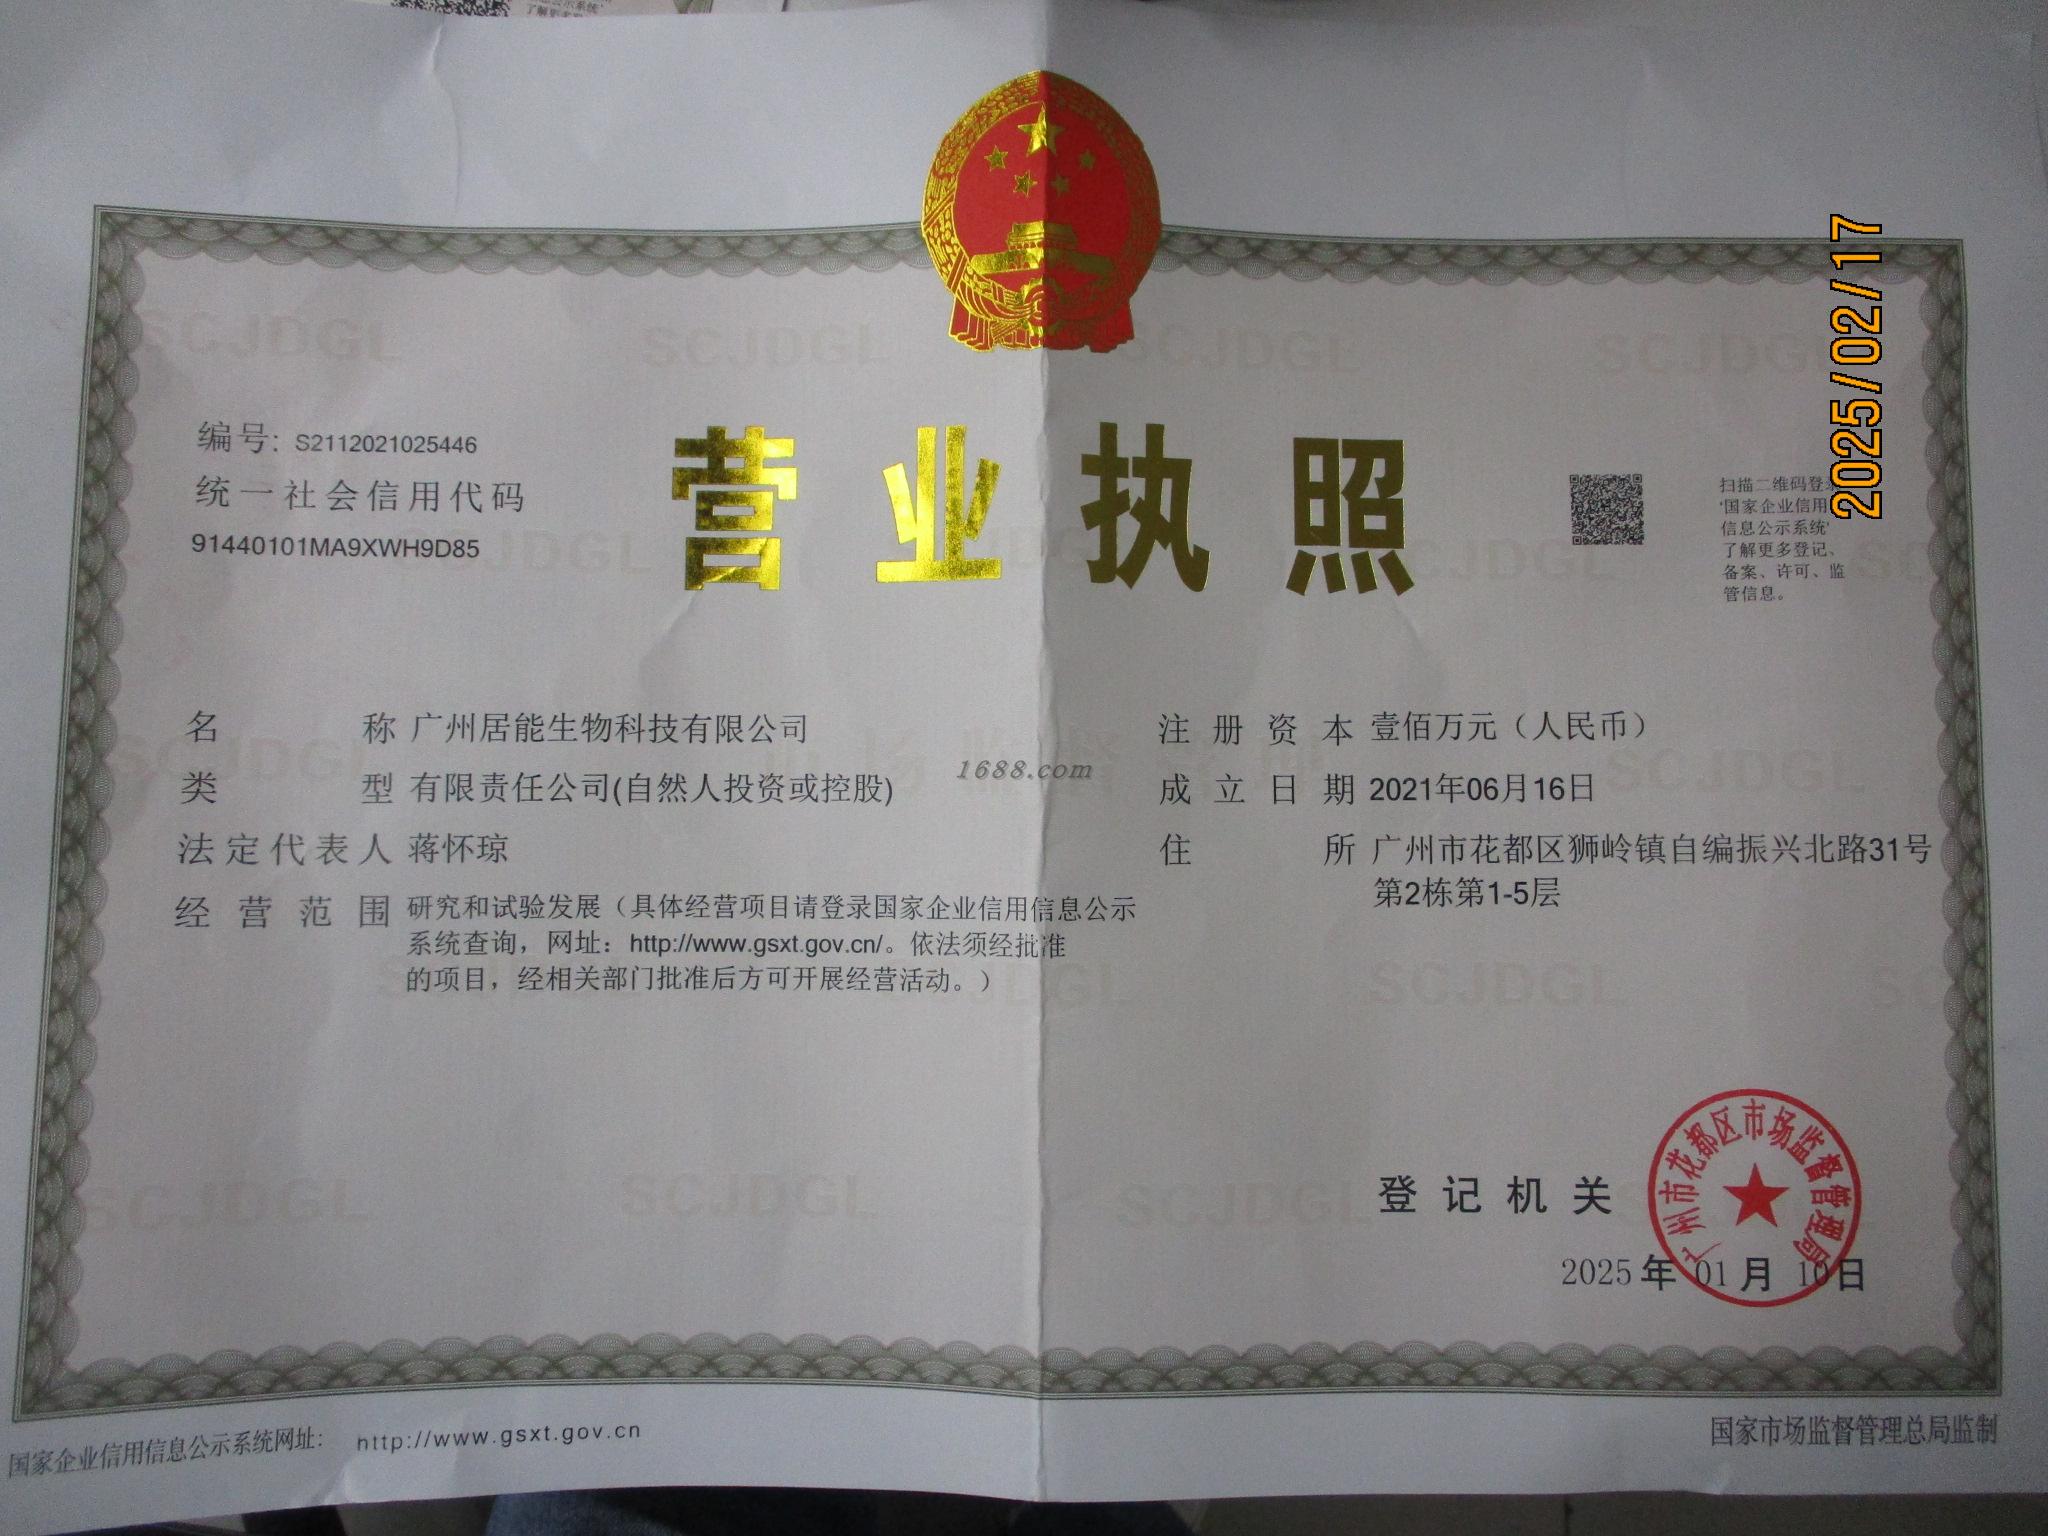 了解更多登
2025/02/17
编号: S2112021025446
统一社会信用代码
91440101MA9XWH9D85
营业执照
扫描二维码登录
'国家企业信用
信息公示系统'
了解更多登记、
备案、许可、监
管信息。
名称 广州居能生物科技有限公司
类型 有限责任公司(自然人投资或控股)
法定代表人 蒋怀琼
经营范围 研究和试验发展（具体经营项目请登录国家企业信用信息公示
系统查询，网址：http://www.gsxt.gov.cn/。依法须经批准
的项目，经相关部门批准后方可开展经营活动。）
1688.com
注册资本 壹佰万元（人民币）
成立日期 2021年06月16日
住所 广州市花都区狮岭镇自编振兴北路31号
第2栋第1-5层
登记机关
广州市花都区市场监督管理局
2025年01月10日
国家企业信用信息公示系统网址: http://www.gsxt.gov.cn
国家市场监督管理总局监制
SCJDGL